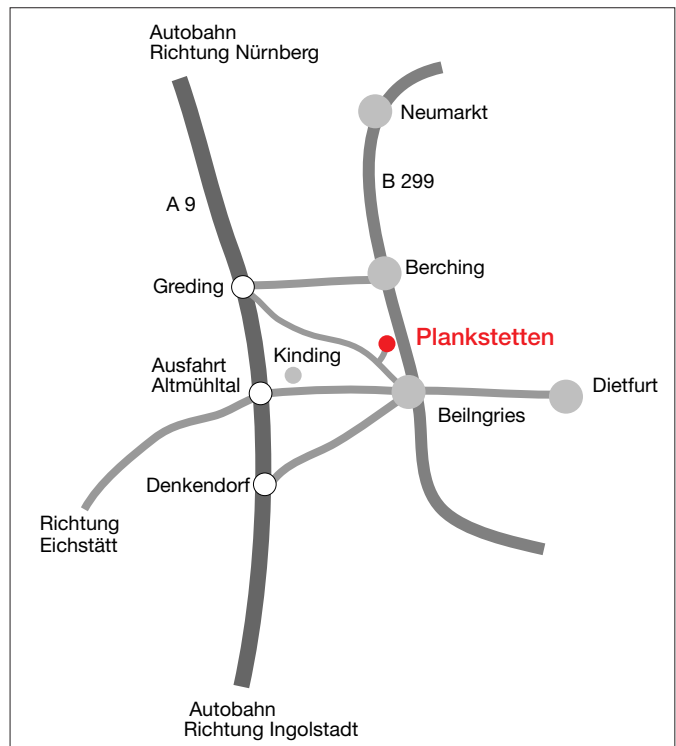 Autobahn
Richtung Nürnberg
Neumarkt
B 299
A 9
Berching
Greding
Plankstetten
Kinding
Ausfahrt
Altmühltal
Dietfurt
Beilngries
Denkendorf
Richtung
Eichstätt
Autobahn
Richtung Ingolstadt